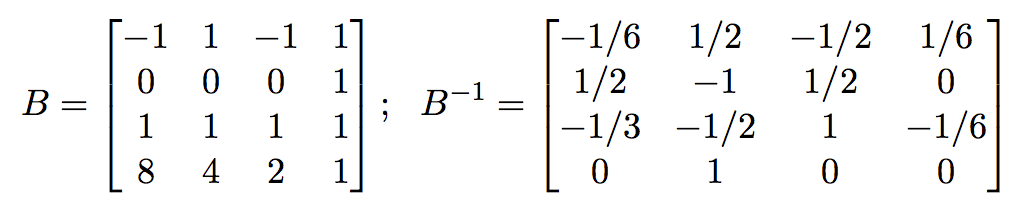 B = [ −1 1 −1 1 ; 0 0 0 1 ; 1 1 1 1 ; 8 4 2 1 ] ; B⁻¹ = [ −1/6 1/2 −1/2 1/6 ; 1/2 −1 1/2 0 ; −1/3 −1/2 1 −1/6 ; 0 1 0 0 ]